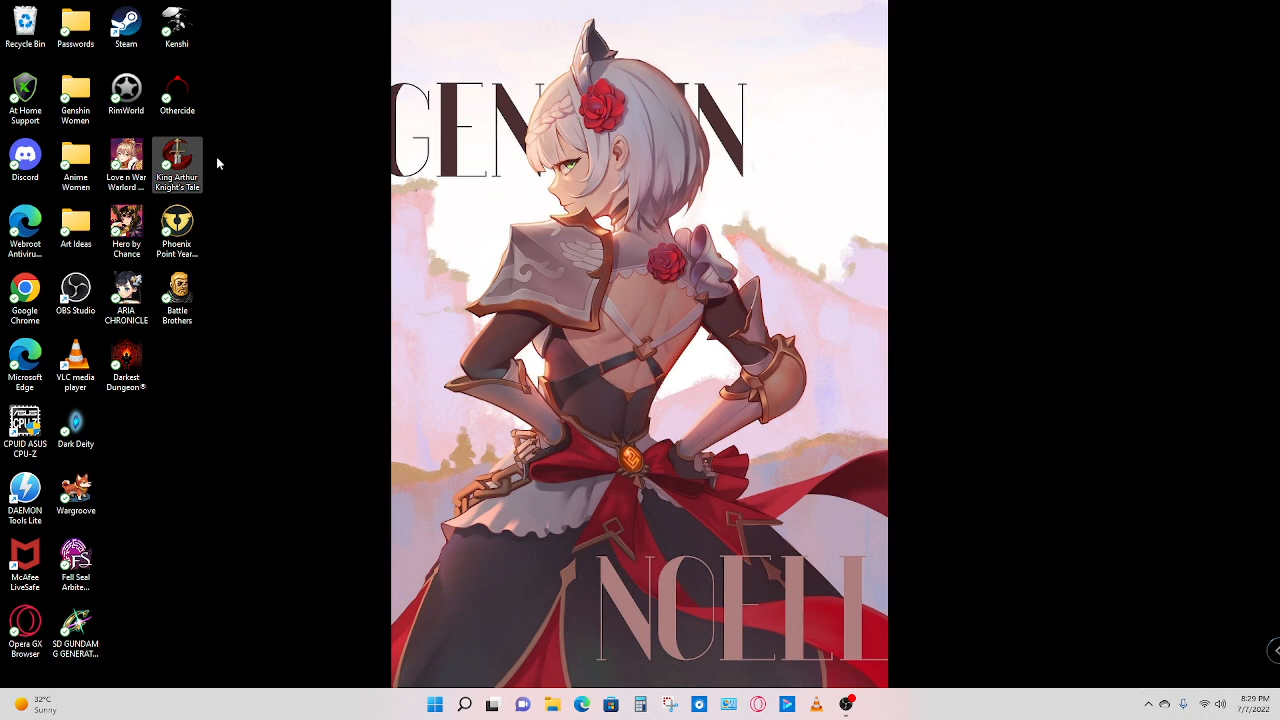 Recycle Bin
Passwords
Steam
Kenshi
At Home
Support
Genshin
Women
RimWorld
Othercide
Discord
Anime
Women
Love n War
Warlord ...
King Arthur
Knight's Tale
Webroot
Antiviru...
Art Ideas
Hero by
Chance
Phoenix
Point Year...
Google
Chrome
OBS Studio
ARIA
CHRONICLE
Battle
Brothers
Microsoft
Edge
VLC media
player
Darkest
Dungeon®
CPUID ASUS
CPU-Z
Dark Deity
DAEMON
Tools Lite
Wargroove
McAfee
LiveSafe
Fell Seal
Arbite...
Opera GX
Browser
SD GUNDAM
G GENERAT...
GEN IN
NOELL
32°C
Sunny
8:29 PM
7/7/2022